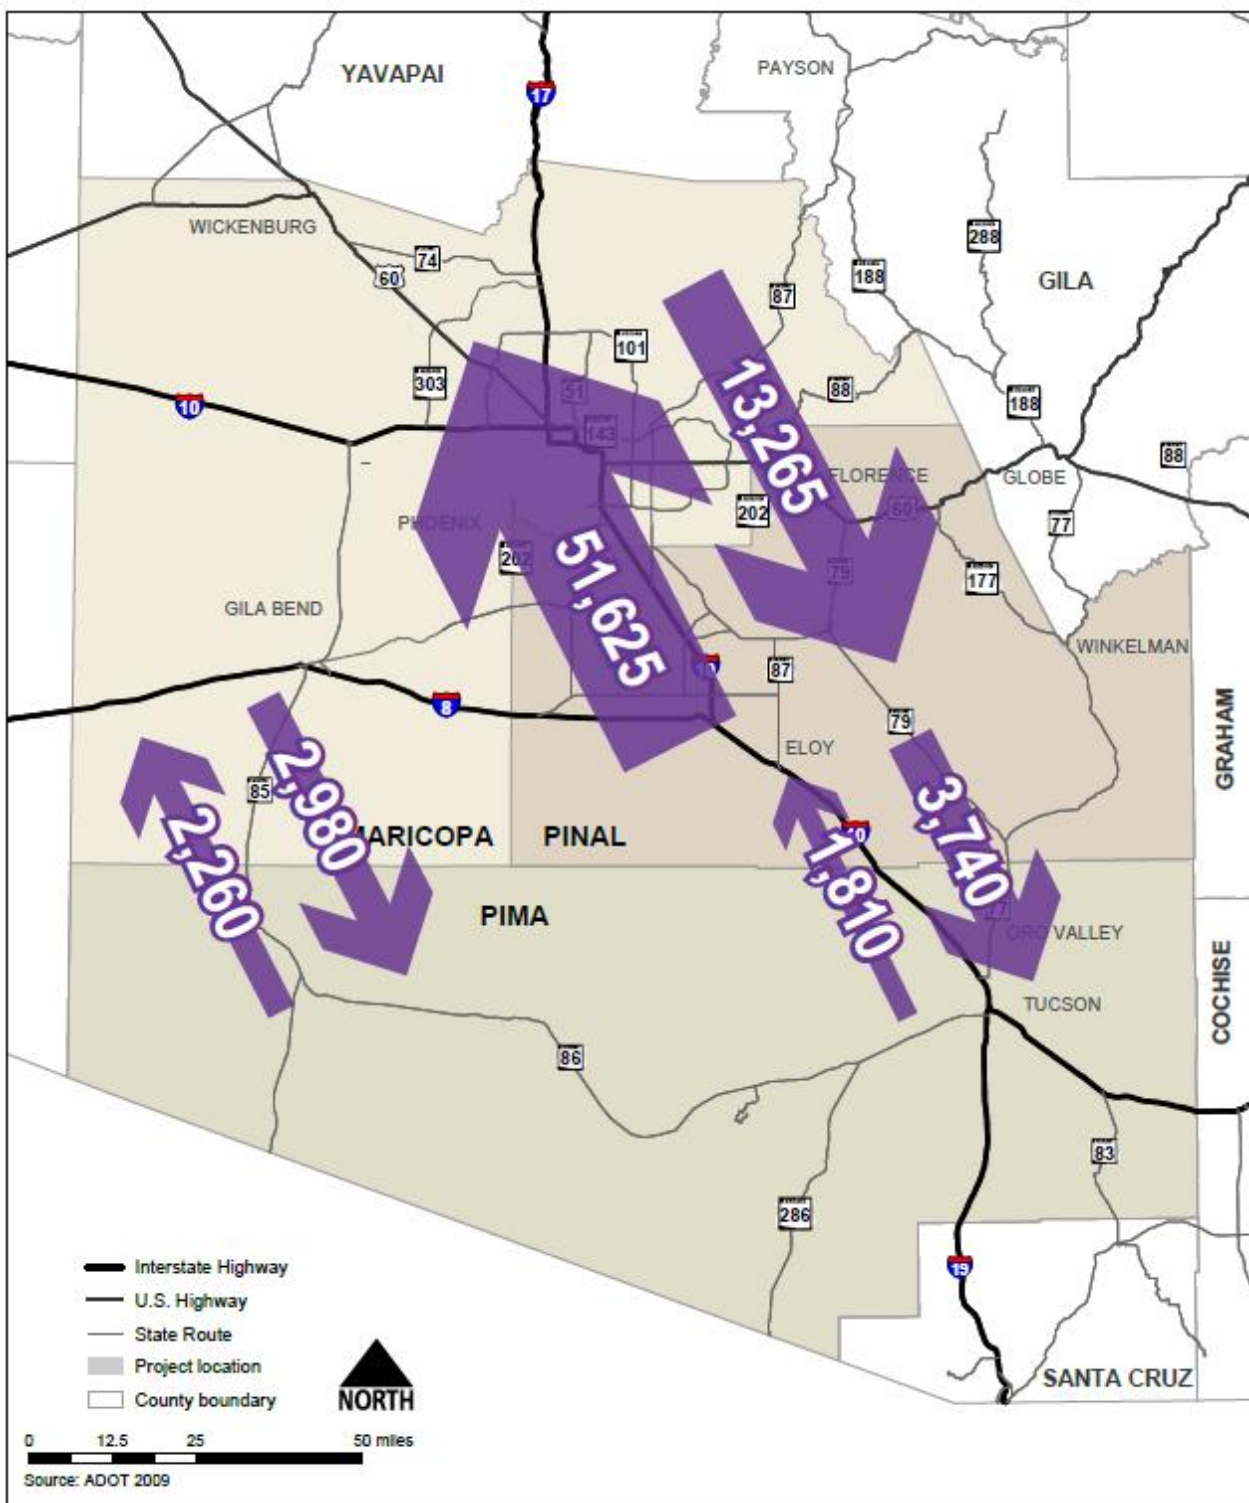 YAVAPAI
PAYSON
17
WICKENBURG
74
60
288
188
GILA
87
101
303
51
10
88
188
143
13,265
FLORENCE
GLOBE
88
202
60
77
PHOENIX
202
51,625
79
177
GILA BEND
WINKELMAN
87
8
79
ELOY
GRAHAM
85
2,980
3,740
2,260
MARICOPA
PINAL
10
1,810
PIMA
77
ORO VALLEY
COCHISE
TUCSON
86
83
286
19
SANTA CRUZ
Interstate Highway
U.S. Highway
State Route
Project location
County boundary
NORTH
0 12.5 25 50 miles
Source: ADOT 2009